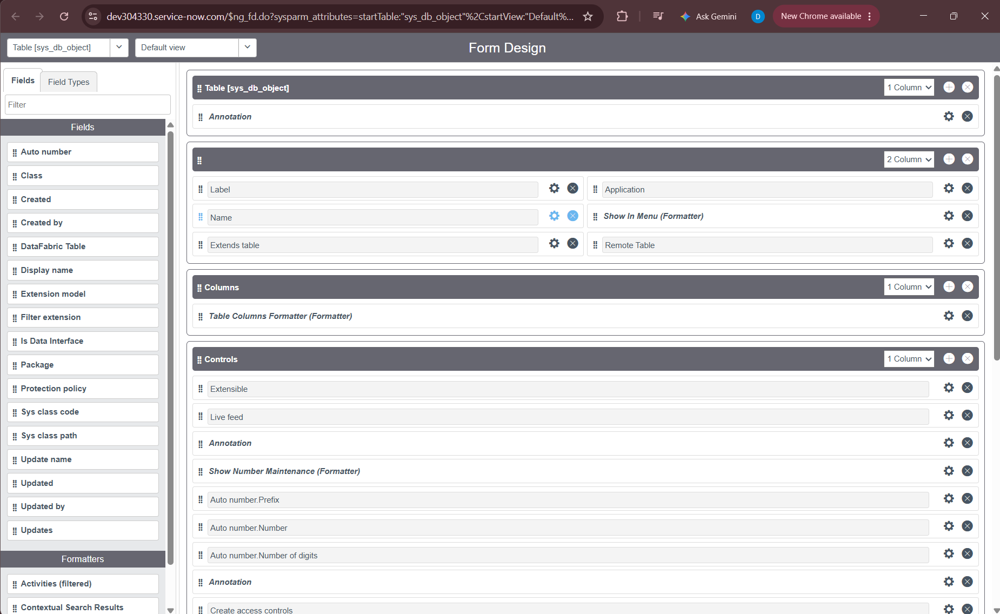 dev304330.service-now.com/$ng_fd.do?sysparm_attributes=startTable:"sys_db_object"%2CstartView:"Default%...
Ask Gemini
D
New Chrome available
Table [sys_db_object]
Default view
Form Design
Fields
Field Types
Filter
Fields
Auto number
Class
Created
Created by
DataFabric Table
Display name
Extension model
Filter extension
Is Data Interface
Package
Protection policy
Sys class code
Sys class path
Update name
Updated
Updated by
Updates
Formatters
Activities (filtered)
Contextual Search Results
Table [sys_db_object]
1 Column
Annotation
2 Column
Label
Application
Name
Show In Menu (Formatter)
Extends table
Remote Table
Columns
1 Column
Table Columns Formatter (Formatter)
Controls
1 Column
Extensible
Live feed
Annotation
Show Number Maintenance (Formatter)
Auto number.Prefix
Auto number.Number
Auto number.Number of digits
Annotation
Create access controls